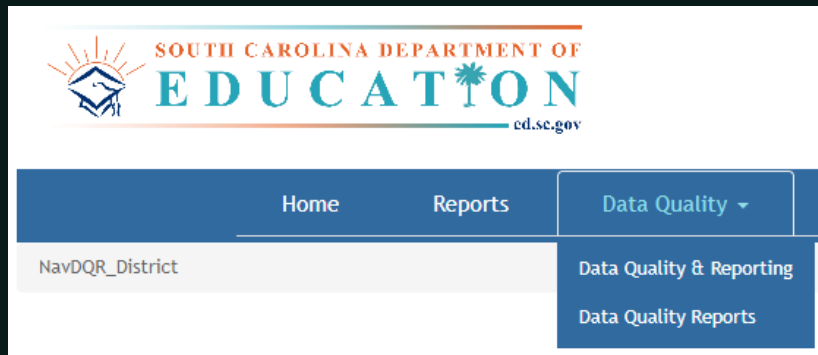 SOUTH CAROLINA DEPARTMENT OF
EDUCATION
ed.sc.gov
Home Reports Data Quality
NavDQR_District
Data Quality & Reporting
Data Quality Reports